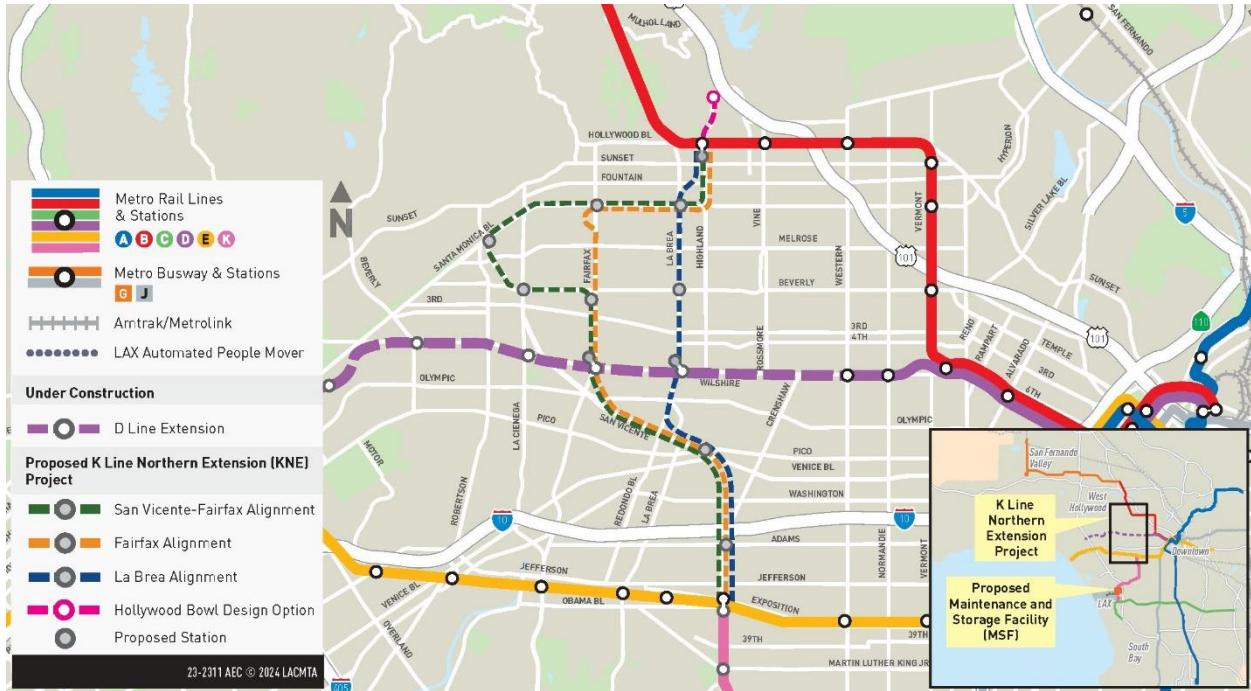 MULHOLLAND
SAN FERNANDO
HOLLYWOOD BL
SUNSET
FOUNTAIN
HYPERION
SILVER LAKE BL
VERMONT
5
N
SUNSET
SANTA MONICA BL
BEVERLY
FAIRFAX
LA BREA
HIGHLAND
VINE
MELROSE
WESTERN
101
BEVERLY
SUNSET
3RD
3RD
4TH
ROSSMORE
RENO
RAMPART
ALVARADO
TEMPLE
3RD
6TH
101
110
OLYMPIC
WILSHIRE
CRENSHAW
OLYMPIC
LA CIENEGA
PICO
SAN VICENTE
PICO
VENICE BL
WASHINGTON
MOTOR
ROBERTSON
REDONDO BL
LA BREA
10
ADAMS
10
NORMANDIE
VERMONT
JEFFERSON
JEFFERSON
VENICE BL
OBAMA BL
EXPOSITION
OVERLAND
39TH
39TH
MARTIN LUTHER KING JR
405
Metro Rail Lines
& Stations
A B C D E K
Metro Busway & Stations
G J
Amtrak/Metrolink
LAX Automated People Mover
Under Construction
D Line Extension
Proposed K Line Northern Extension (KNE)
Project
San Vicente-Fairfax Alignment
Fairfax Alignment
La Brea Alignment
Hollywood Bowl Design Option
Proposed Station
23-2311 AEC © 2024 LACMTA
San Fernando
Valley
West
Hollywood
K Line
Northern
Extension
Project
Downtown
Proposed
Maintenance and
Storage Facility
(MSF)
LAX
South
Bay